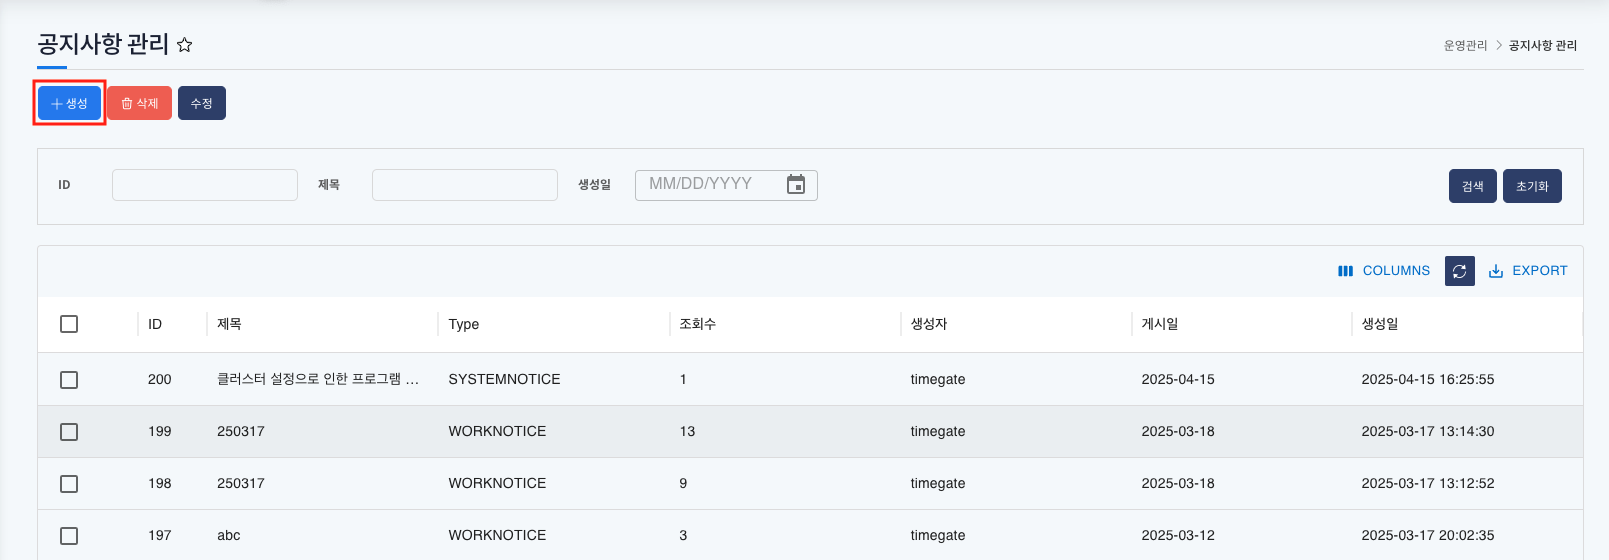 공지사항 관리
운영관리 > 공지사항 관리
생성 삭제 수정
ID 제목 생성일 MM/DD/YYYY 검색 초기화
COLUMNS EXPORT
ID 제목 Type 조회수 생성자 게시일 생성일
200 클러스터 설정으로 인한 프로그램 ... SYSTEMNOTICE 1 timegate 2025-04-15 2025-04-15 16:25:55
199 250317 WORKNOTICE 13 timegate 2025-03-18 2025-03-17 13:14:30
198 250317 WORKNOTICE 9 timegate 2025-03-18 2025-03-17 13:12:52
197 abc WORKNOTICE 3 timegate 2025-03-12 2025-03-17 20:02:35